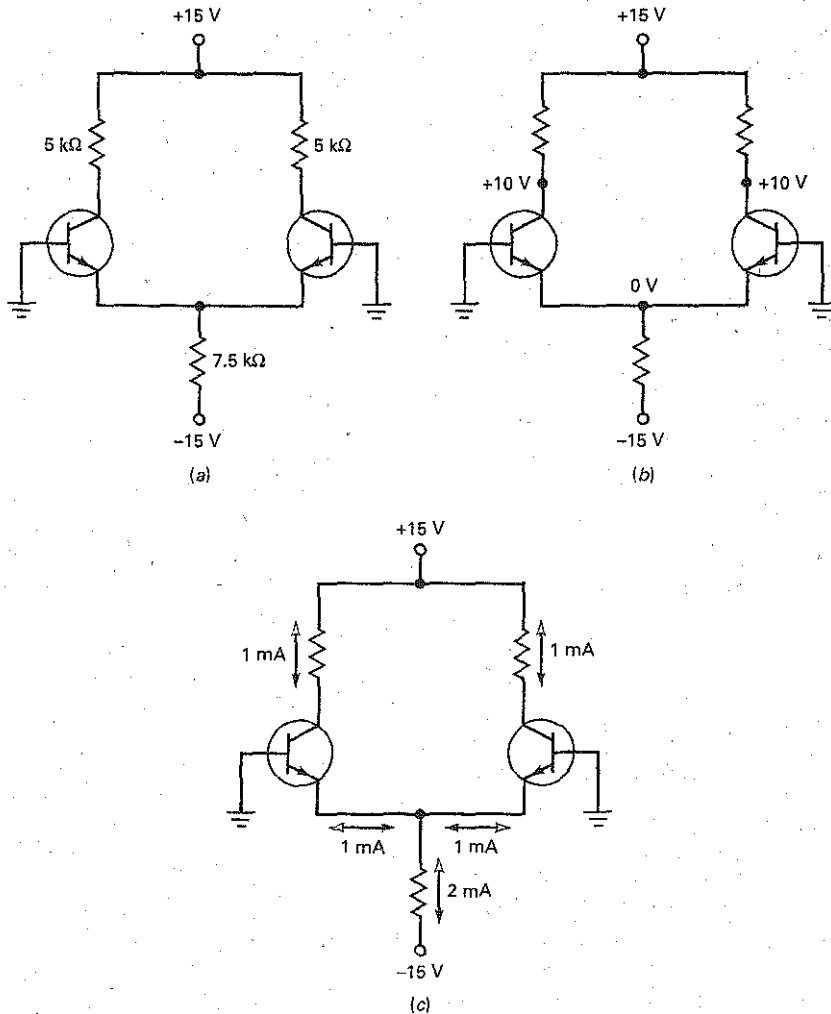 +15 V
+15 V
5 kΩ
5 kΩ
+10 V
+10 V
0 V
7.5 kΩ
–15 V
–15 V
(a)
(b)
+15 V
1 mA
1 mA
1 mA
1 mA
2 mA
–15 V
(c)